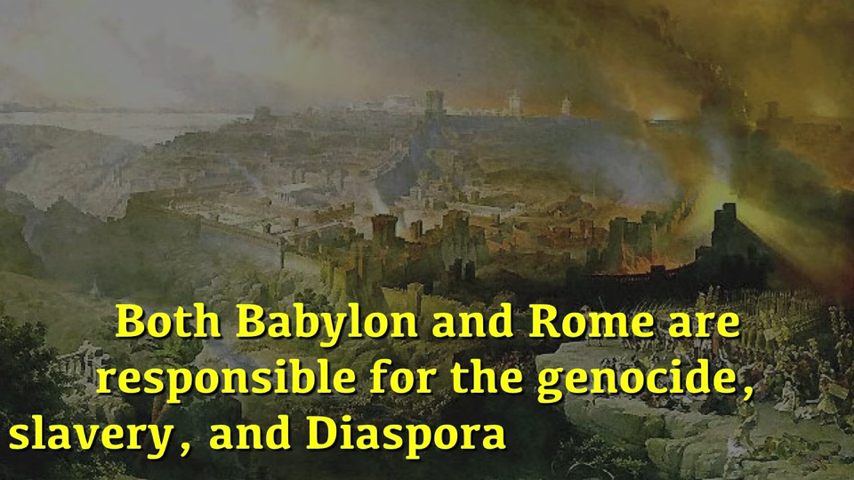 Both Babylon and Rome are
responsible for the genocide,
slavery, and Diaspora